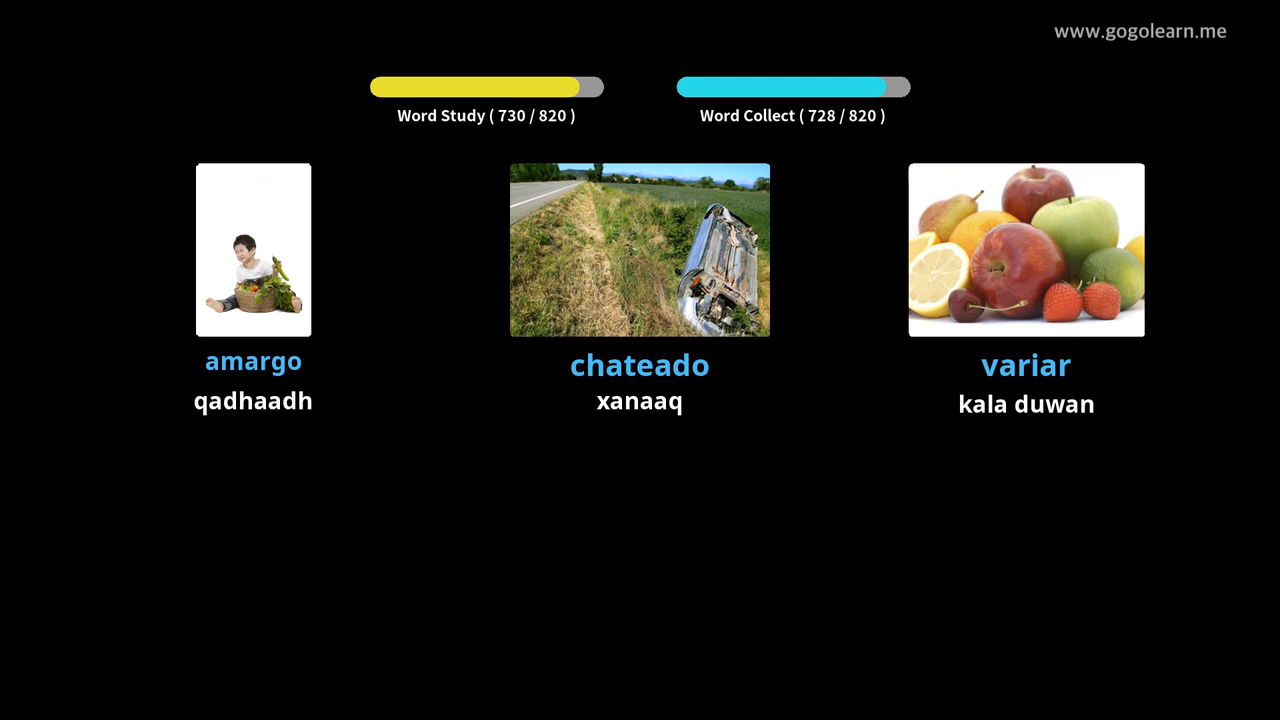 www.gogolearn.me
Word Study ( 730 / 820 )
Word Collect ( 728 / 820 )
amargo
qadhaadh
chateado
xanaaq
variar
kala duwan